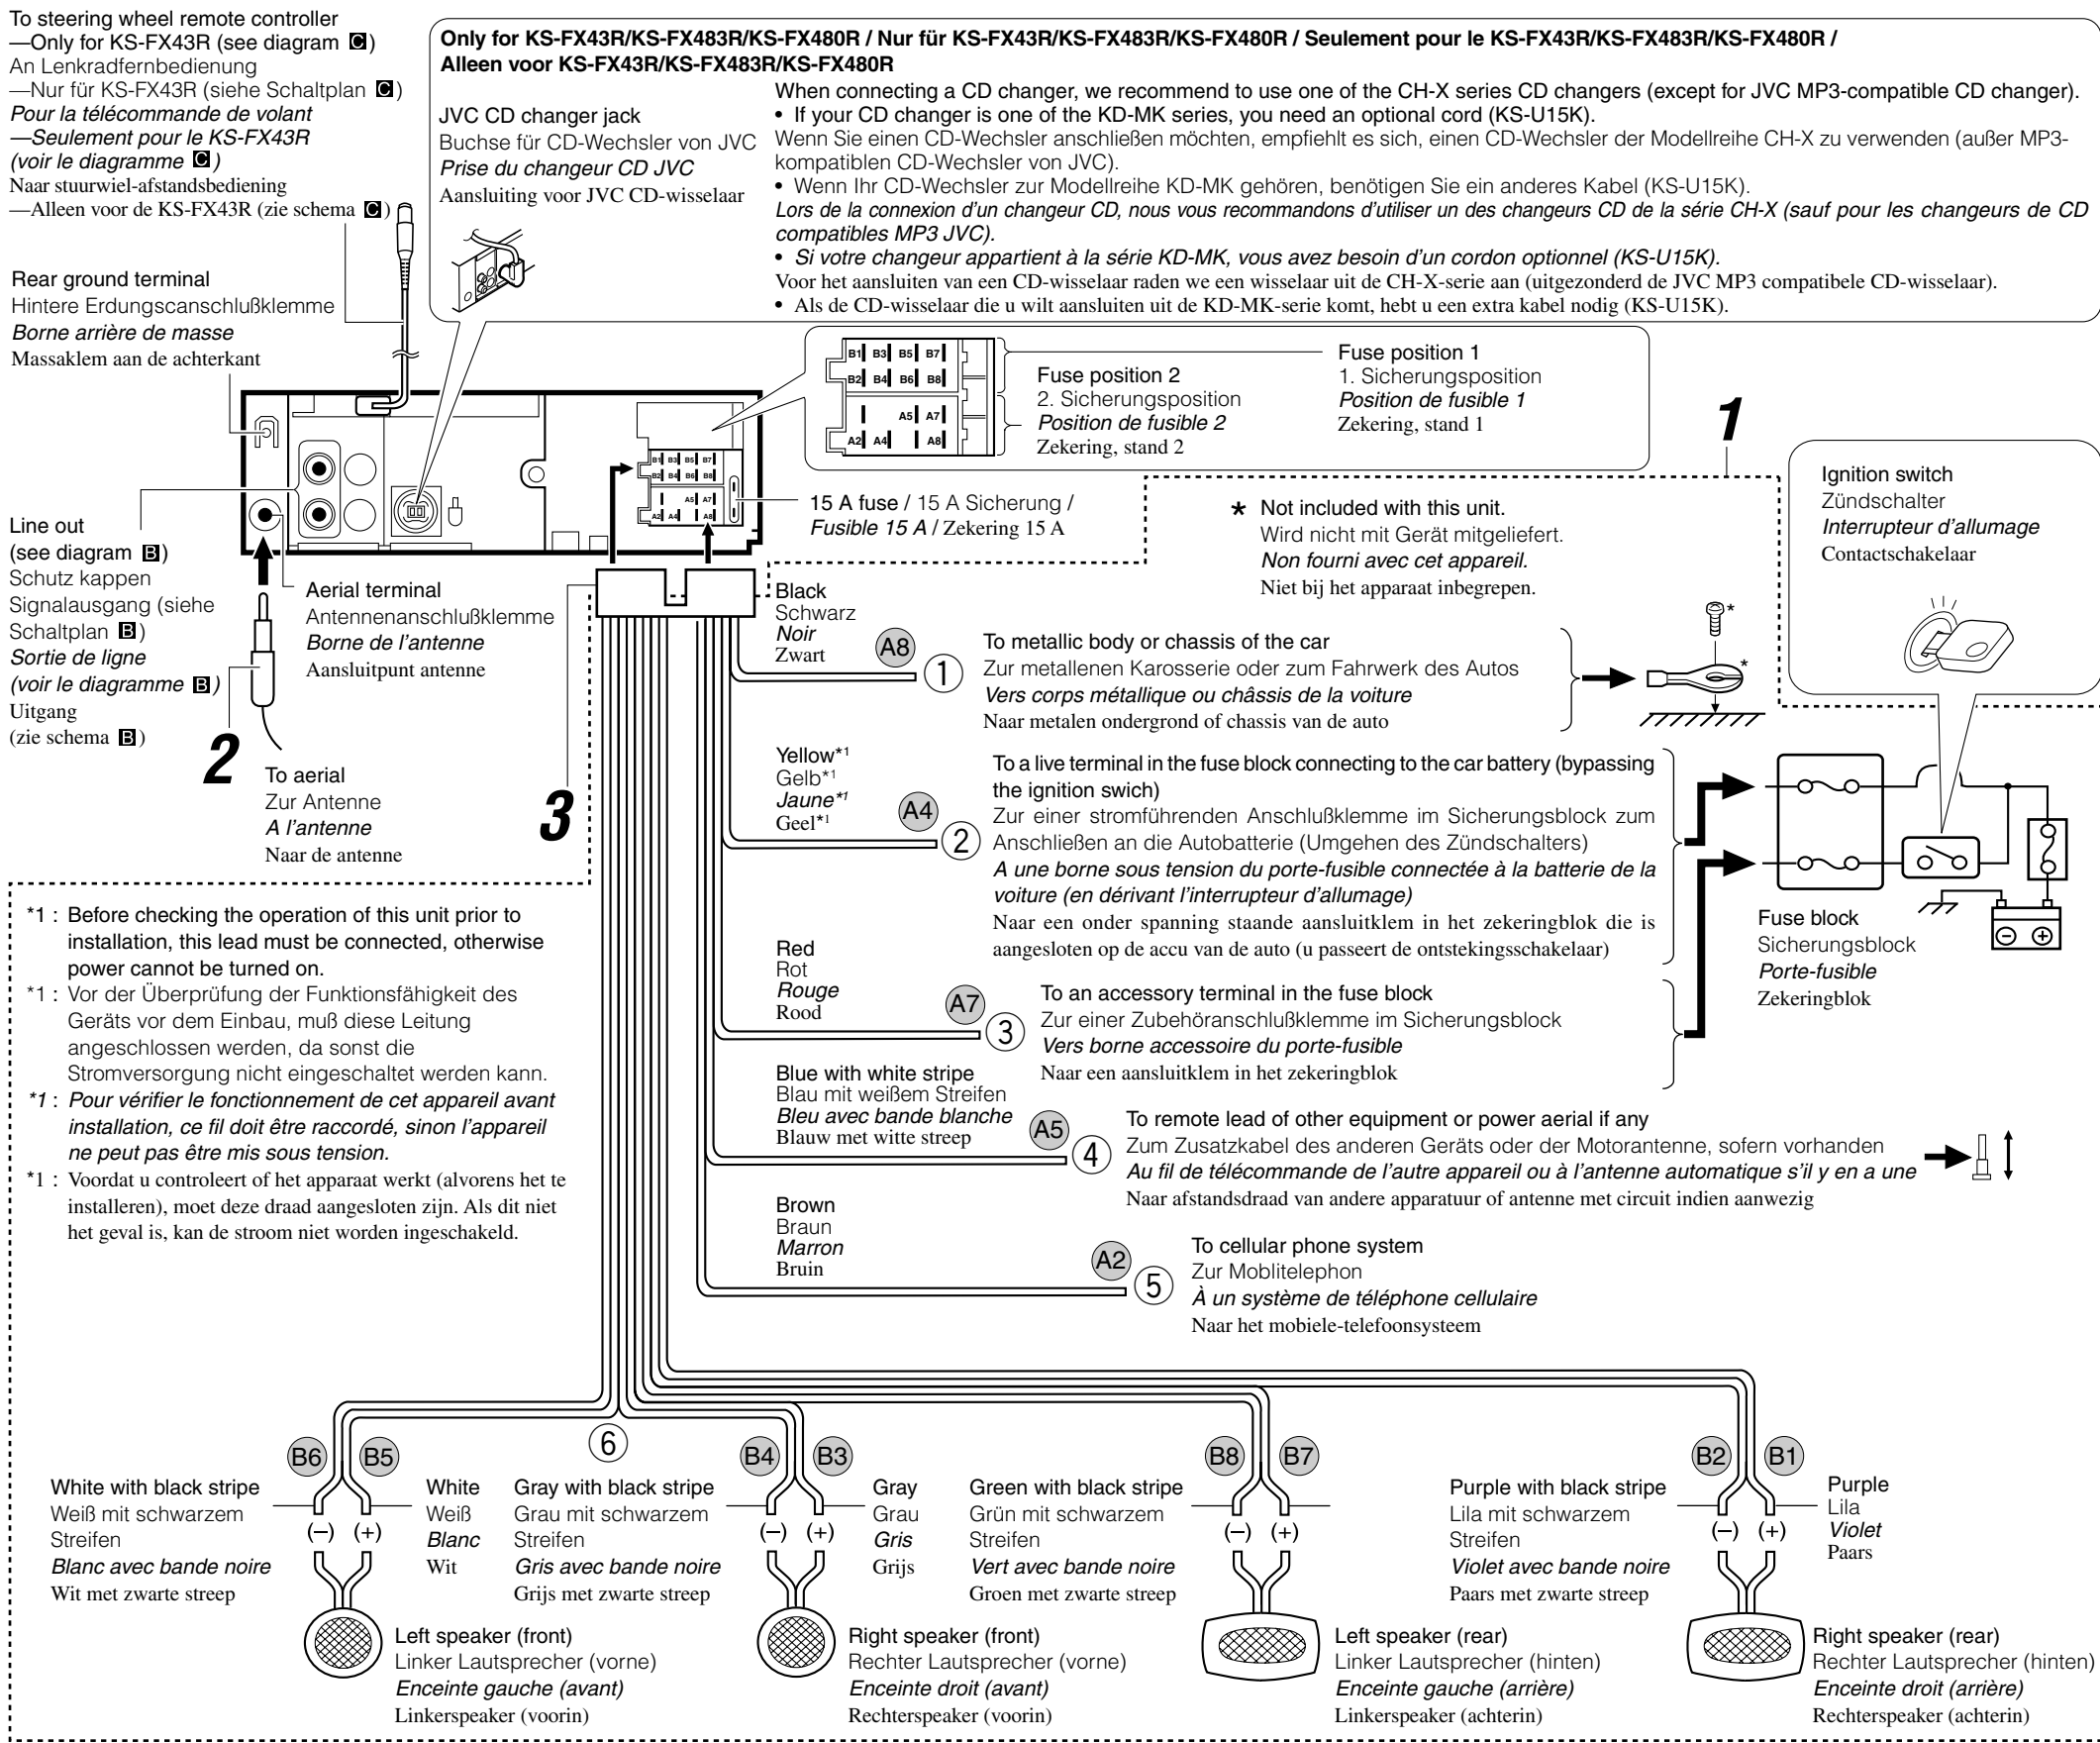 To steering wheel remote controller
—Only for KS-FX43R (see diagram C)
An Lenkradfernbedienung
—Nur für KS-FX43R (siehe Schaltplan C)
Pour la télécommande de volant
—Seulement pour le KS-FX43R
(voir le diagramme C)
Naar stuurwiel-afstandsbediening
—Alleen voor de KS-FX43R (zie schema C)
Only for KS-FX43R/KS-FX483R/KS-FX480R / Nur für KS-FX43R/KS-FX483R/KS-FX480R / Seulement pour le KS-FX43R/KS-FX483R/KS-FX480R /
Alleen voor KS-FX43R/KS-FX483R/KS-FX480R
JVC CD changer jack
Buchse für CD-Wechsler von JVC
Prise du changeur CD JVC
Aansluiting voor JVC CD-wisselaar
When connecting a CD changer, we recommend to use one of the CH-X series CD changers (except for JVC MP3-compatible CD changer).
• If your CD changer is one of the KD-MK series, you need an optional cord (KS-U15K).
Wenn Sie einen CD-Wechsler anschließen möchten, empfiehlt es sich, einen CD-Wechsler der Modellreihe CH-X zu verwenden (außer MP3-
kompatiblen CD-Wechsler von JVC).
• Wenn Ihr CD-Wechsler zur Modellreihe KD-MK gehören, benötigen Sie ein anderes Kabel (KS-U15K).
Lors de la connexion d'un changeur CD, nous vous recommandons d'utiliser un des changeurs CD de la série CH-X (sauf pour les changeurs de CD
compatibles MP3 JVC).
• Si votre changeur appartient à la série KD-MK, vous avez besoin d'un cordon optionnel (KS-U15K).
Voor het aansluiten van een CD-wisselaar raden we een wisselaar uit de CH-X-serie aan (uitgezonderd de JVC MP3 compatibele CD-wisselaar).
• Als de CD-wisselaar die u wilt aansluiten uit de KD-MK-serie komt, hebt u een extra kabel nodig (KS-U15K).
Rear ground terminal
Hintere Erdungscanschlußklemme
Borne arrière de masse
Massaklem aan de achterkant
B1 B3 B5 B7
B2 B4 B6 B8
A5 A7
A2 A4 A8
Fuse position 2
2. Sicherungsposition
Position de fusible 2
Zekering, stand 2
Fuse position 1
1. Sicherungsposition
Position de fusible 1
Zekering, stand 1
1
B1 B3 B5 B7
B2 B4 B6 B8
A5 A7
A2 A4 A8
15 A fuse / 15 A Sicherung /
Fusible 15 A / Zekering 15 A
* Not included with this unit.
Wird nicht mit Gerät mitgeliefert.
Non fourni avec cet appareil.
Niet bij het apparaat inbegrepen.
Ignition switch
Zündschalter
Interrupteur d'allumage
Contactschakelaar
Line out
(see diagram B)
Schutz kappen
Signalausgang (siehe
Schaltplan B)
Sortie de ligne
(voir le diagramme B)
Uitgang
(zie schema B)
2
Aerial terminal
Antennenanschlußklemme
Borne de l'antenne
Aansluitpunt antenne
To aerial
Zur Antenne
A l'antenne
Naar de antenne
3
Black
Schwarz
Noir
Zwart
A8
1
To metallic body or chassis of the car
Zur metallenen Karosserie oder zum Fahrwerk des Autos
Vers corps métallique ou châssis de la voiture
Naar metalen ondergrond of chassis van de auto
*
*
Yellow*1
Gelb*1
Jaune*1
Geel*1
A4
2
To a live terminal in the fuse block connecting to the car battery (bypassing
the ignition swich)
Zur einer stromführenden Anschlußklemme im Sicherungsblock zum
Anschließen an die Autobatterie (Umgehen des Zündschalters)
A une borne sous tension du porte-fusible connectée à la batterie de la
voiture (en dérivant l'interrupteur d'allumage)
Naar een onder spanning staande aansluitklem in het zekeringblok die is
aangesloten op de accu van de auto (u passeert de ontstekingsschakelaar)
Fuse block
Sicherungsblock
Porte-fusible
Zekeringblok
⊖ ⊕
*1 : Before checking the operation of this unit prior to
installation, this lead must be connected, otherwise
power cannot be turned on.
*1 : Vor der Überprüfung der Funktionsfähigkeit des
Geräts vor dem Einbau, muß diese Leitung
angeschlossen werden, da sonst die
Stromversorgung nicht eingeschaltet werden kann.
*1 : Pour vérifier le fonctionnement de cet appareil avant
installation, ce fil doit être raccordé, sinon l'appareil
ne peut pas être mis sous tension.
*1 : Voordat u controleert of het apparaat werkt (alvorens het te
installeren), moet deze draad aangesloten zijn. Als dit niet
het geval is, kan de stroom niet worden ingeschakeld.
Red
Rot
Rouge
Rood
A7
3
To an accessory terminal in the fuse block
Zur einer Zubehöranschlußklemme im Sicherungsblock
Vers borne accessoire du porte-fusible
Naar een aansluitklem in het zekeringblok
Blue with white stripe
Blau mit weißem Streifen
Bleu avec bande blanche
Blauw met witte streep
A5
4
To remote lead of other equipment or power aerial if any
Zum Zusatzkabel des anderen Geräts oder der Motorantenne, sofern vorhanden
Au fil de télécommande de l'autre appareil ou à l'antenne automatique s'il y en a une
Naar afstandsdraad van andere apparatuur of antenne met circuit indien aanwezig
Brown
Braun
Marron
Bruin
A2
5
To cellular phone system
Zur Moblitelephon
À un système de téléphone cellulaire
Naar het mobiele-telefoonsysteem
6
B6 B5
White with black stripe
Weiß mit schwarzem
Streifen
Blanc avec bande noire
Wit met zwarte streep
(–) (+)
White
Weiß
Blanc
Wit
Left speaker (front)
Linker Lautsprecher (vorne)
Enceinte gauche (avant)
Linkerspeaker (voorin)
B4 B3
Gray with black stripe
Grau mit schwarzem
Streifen
Gris avec bande noire
Grijs met zwarte streep
(–) (+)
Gray
Grau
Gris
Grijs
Right speaker (front)
Rechter Lautsprecher (vorne)
Enceinte droit (avant)
Rechterspeaker (voorin)
B8 B7
Green with black stripe
Grün mit schwarzem
Streifen
Vert avec bande noire
Groen met zwarte streep
(–) (+)
Left speaker (rear)
Linker Lautsprecher (hinten)
Enceinte gauche (arrière)
Linkerspeaker (achterin)
B2 B1
Purple with black stripe
Lila mit schwarzem
Streifen
Violet avec bande noire
Paars met zwarte streep
(–) (+)
Purple
Lila
Violet
Paars
Right speaker (rear)
Rechter Lautsprecher (hinten)
Enceinte droit (arrière)
Rechterspeaker (achterin)